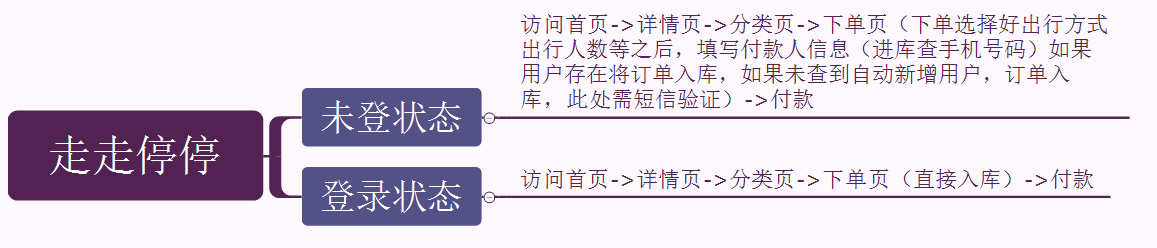 走走停停
未登状态
访问首页->详情页->分类页->下单页（下单选择好出行方式
出行人数等之后，填写付款人信息（进库查手机号码）如果
用户存在将订单入库，如果未查到自动新增用户，订单入
库，此处需短信验证）->付款
登录状态
访问首页->详情页->分类页->下单页（直接入库）->付款